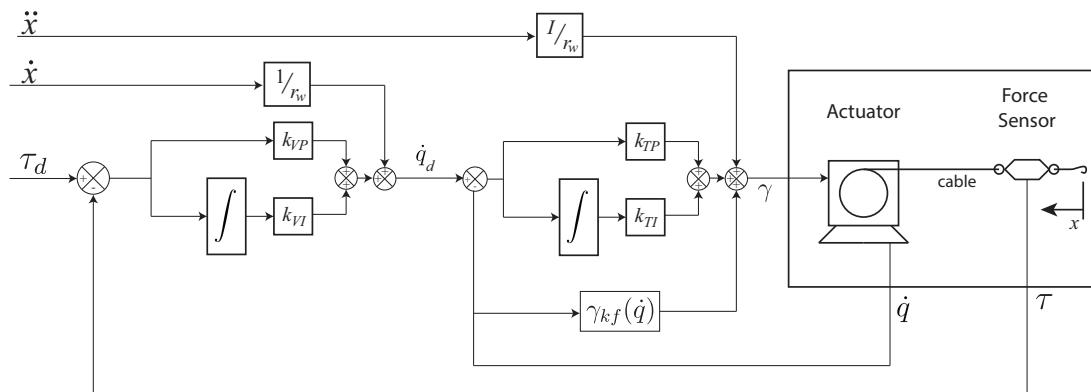 ẍ
I/r_w
ẋ
1/r_w
Actuator
Force
Sensor
k_VP
k_TP
τ_d
q̇_d
γ
cable
x
∫
k_VI
∫
k_TI
γ_kf(q̇)
q̇
τ